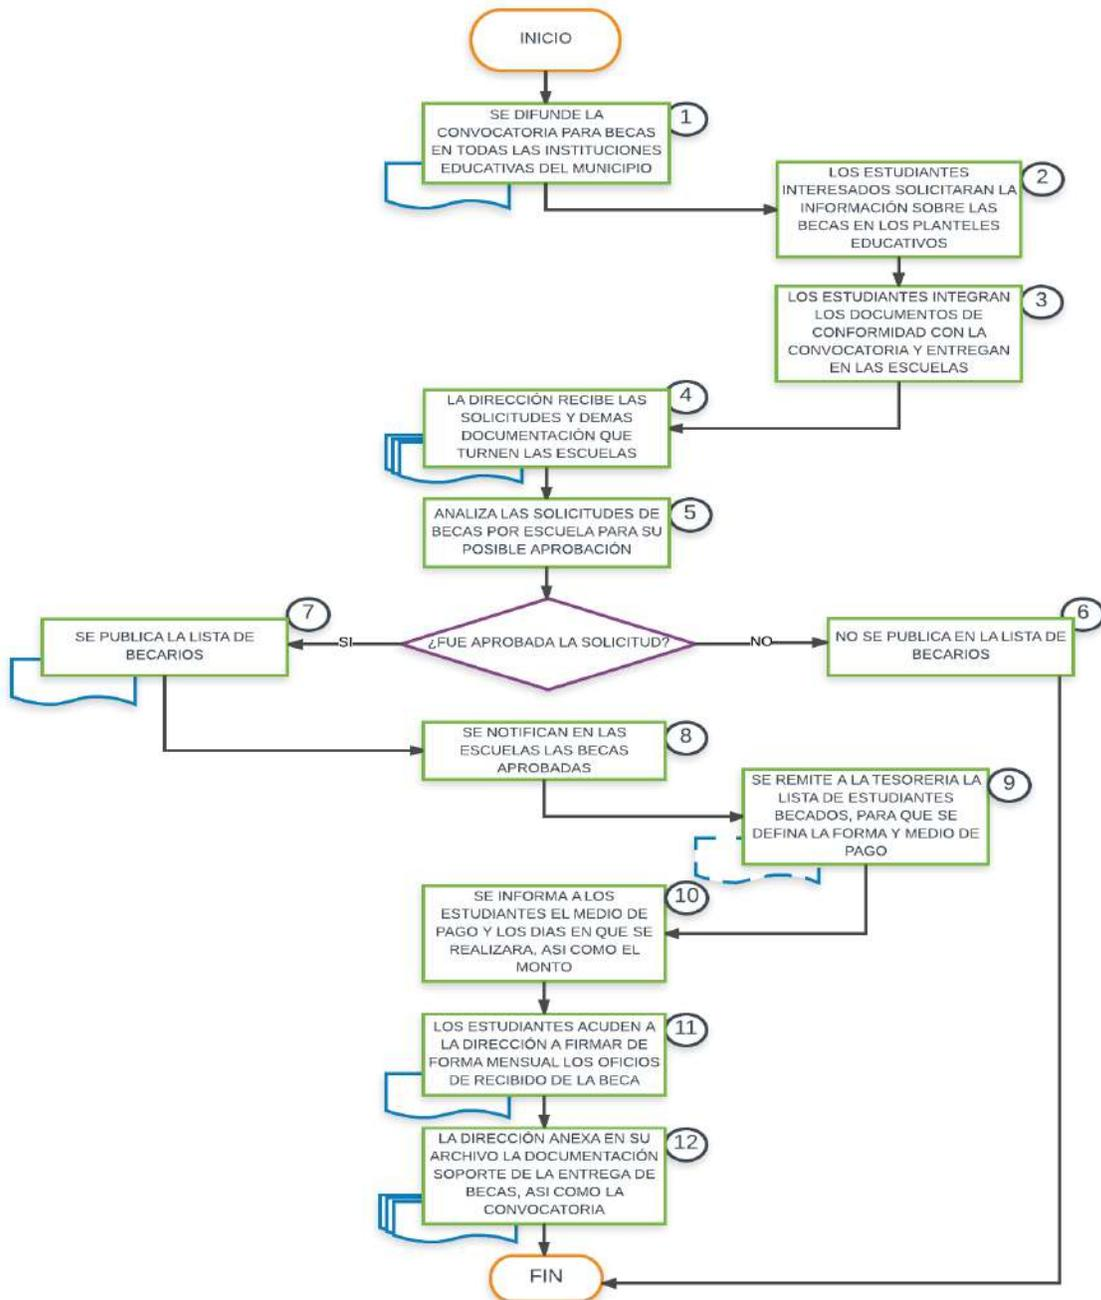 INICIO
1
SE DIFUNDE LA
CONVOCATORIA PARA BECAS
EN TODAS LAS INSTITUCIONES
EDUCATIVAS DEL MUNICIPIO
2
LOS ESTUDIANTES
INTERESADOS SOLICITARAN LA
INFORMACIÓN SOBRE LAS
BECAS EN LOS PLANTELES
EDUCATIVOS
3
LOS ESTUDIANTES INTEGRAN
LOS DOCUMENTOS DE
CONFORMIDAD CON LA
CONVOCATORIA Y ENTREGAN
EN LAS ESCUELAS
4
LA DIRECCIÓN RECIBE LAS
SOLICITUDES Y DEMAS
DOCUMENTACIÓN QUE
TURNEN LAS ESCUELAS
5
ANALIZA LAS SOLICITUDES DE
BECAS POR ESCUELA PARA SU
POSIBLE APROBACIÓN
¿FUE APROBADA LA SOLICITUD?
SI
NO
7
SE PUBLICA LA LISTA DE
BECARIOS
6
NO SE PUBLICA EN LA LISTA DE
BECARIOS
8
SE NOTIFICAN EN LAS
ESCUELAS LAS BECAS
APROBADAS
9
SE REMITE A LA TESORERIA LA
LISTA DE ESTUDIANTES
BECADOS, PARA QUE SE
DEFINA LA FORMA Y MEDIO DE
PAGO
10
SE INFORMA A LOS
ESTUDIANTES EL MEDIO DE
PAGO Y LOS DIAS EN QUE SE
REALIZARA, ASI COMO EL
MONTO
11
LOS ESTUDIANTES ACUDEN A
LA DIRECCIÓN A FIRMAR DE
FORMA MENSUAL LOS OFICIOS
DE RECIBIDO DE LA BECA
12
LA DIRECCIÓN ANEXA EN SU
ARCHIVO LA DOCUMENTACIÓN
SOPORTE DE LA ENTREGA DE
BECAS, ASI COMO LA
CONVOCATORIA
FIN